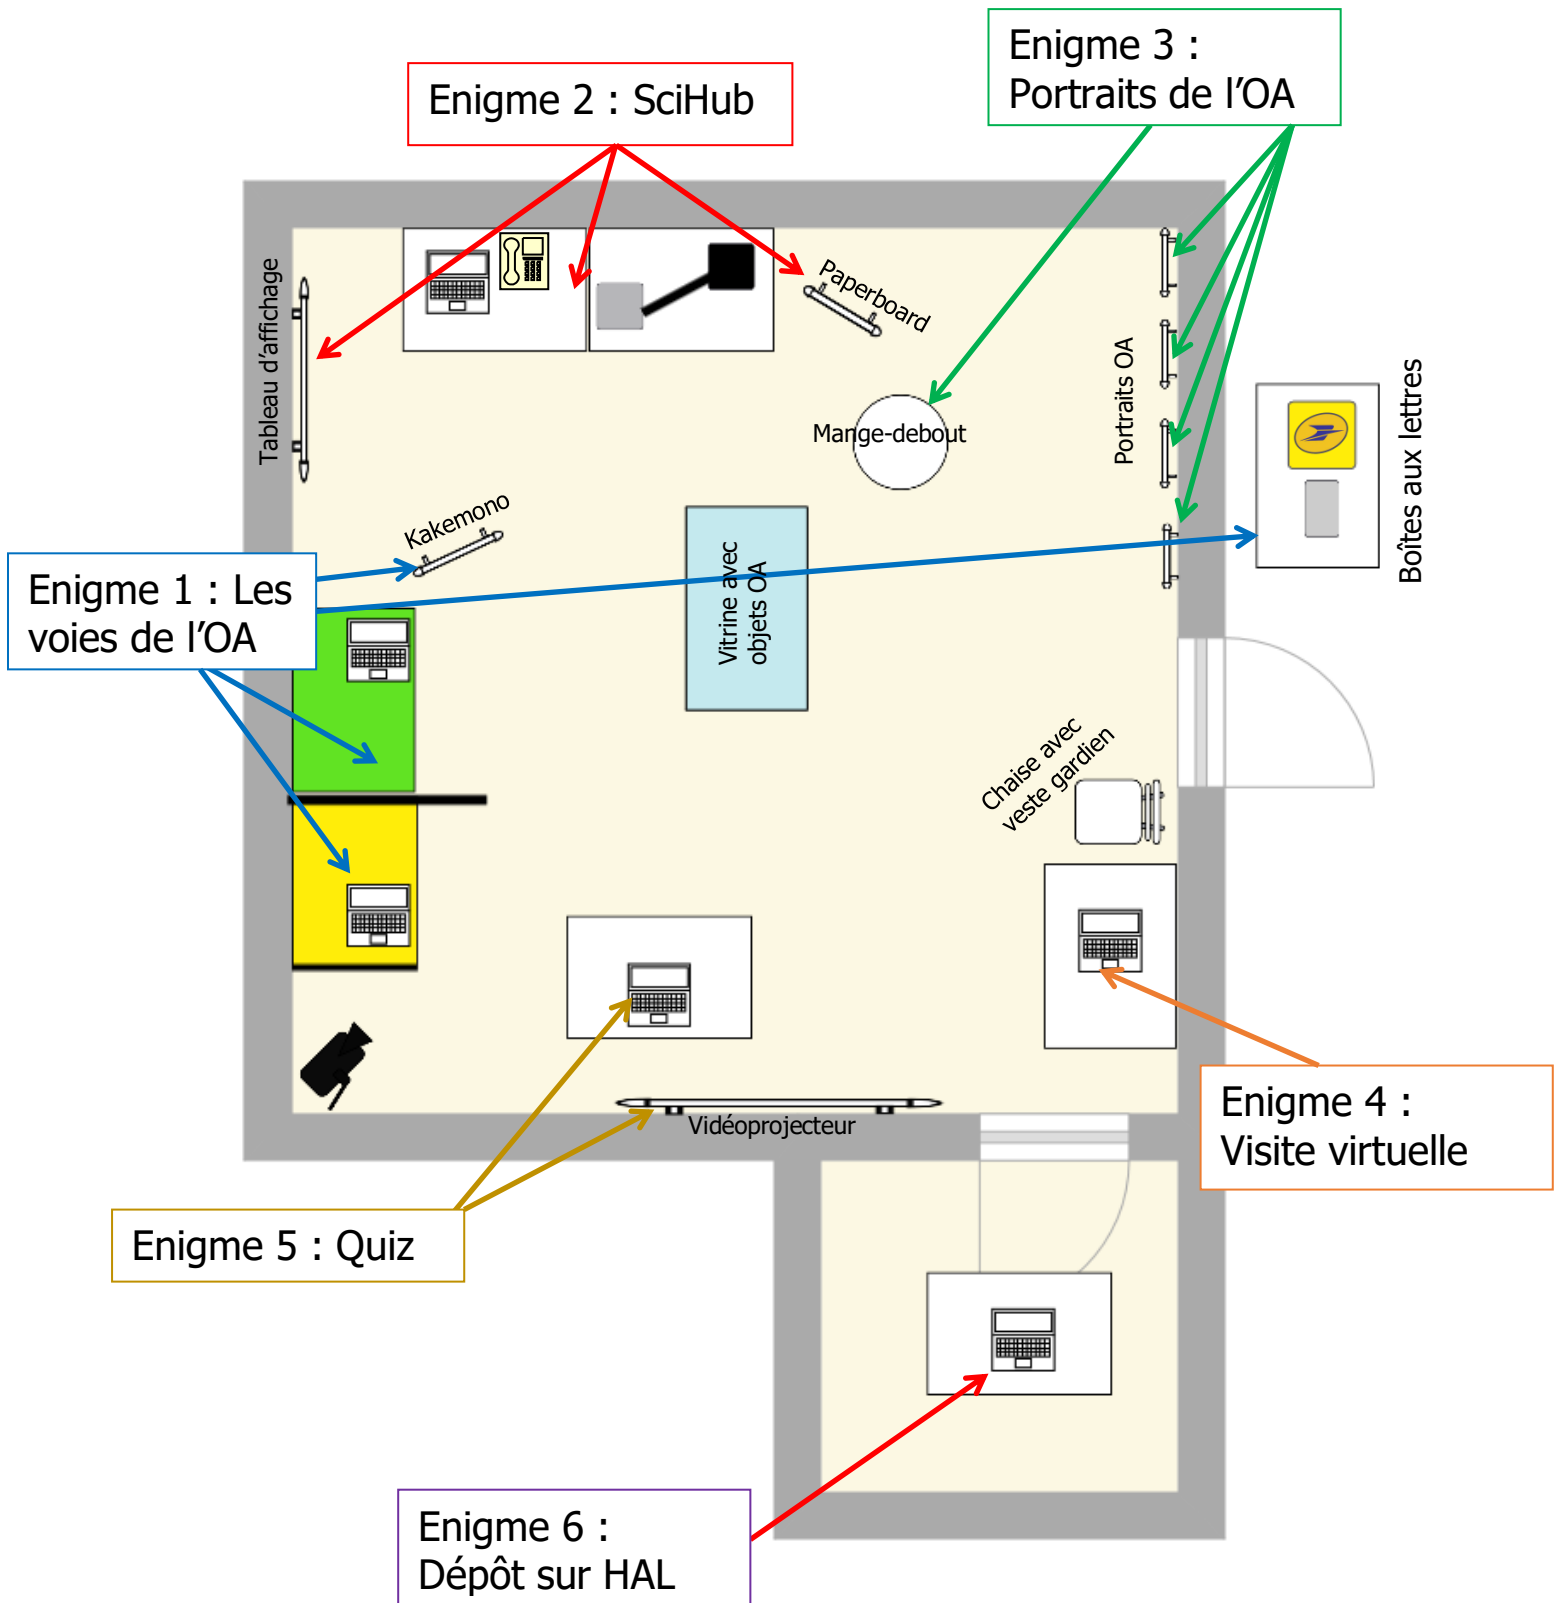 Enigme 3 :
Portraits de l’OA
Enigme 2 : SciHub
Tableau d’affichage
Paperboard
Portraits OA
Mange-debout
Boîtes aux lettres
Kakemono
Enigme 1 : Les
voies de l’OA
Vitrine avec
objets OA
Chaise avec
veste gardien
Enigme 4 :
Visite virtuelle
Vidéoprojecteur
Enigme 5 : Quiz
Enigme 6 :
Dépôt sur HAL